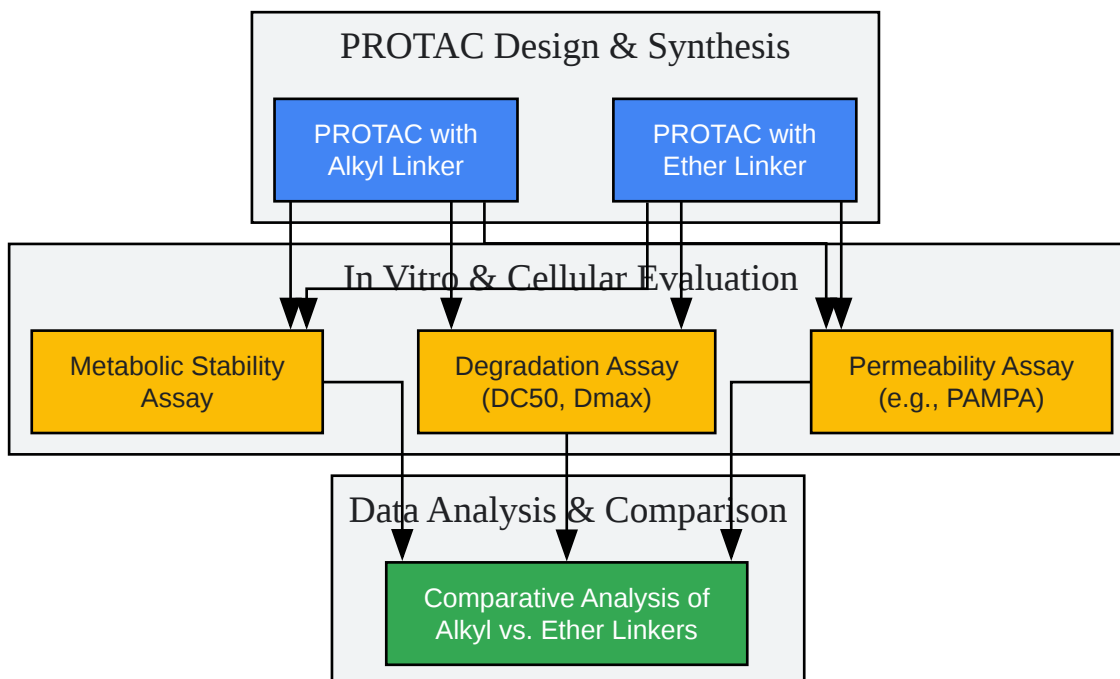 PROTAC Design & Synthesis
PROTAC with
Alkyl Linker
PROTAC with
Ether Linker
In Vitro & Cellular Evaluation
Metabolic Stability
Assay
Degradation Assay
(DC50, Dmax)
Permeability Assay
(e.g., PAMPA)
Data Analysis & Comparison
Comparative Analysis of
Alkyl vs. Ether Linkers